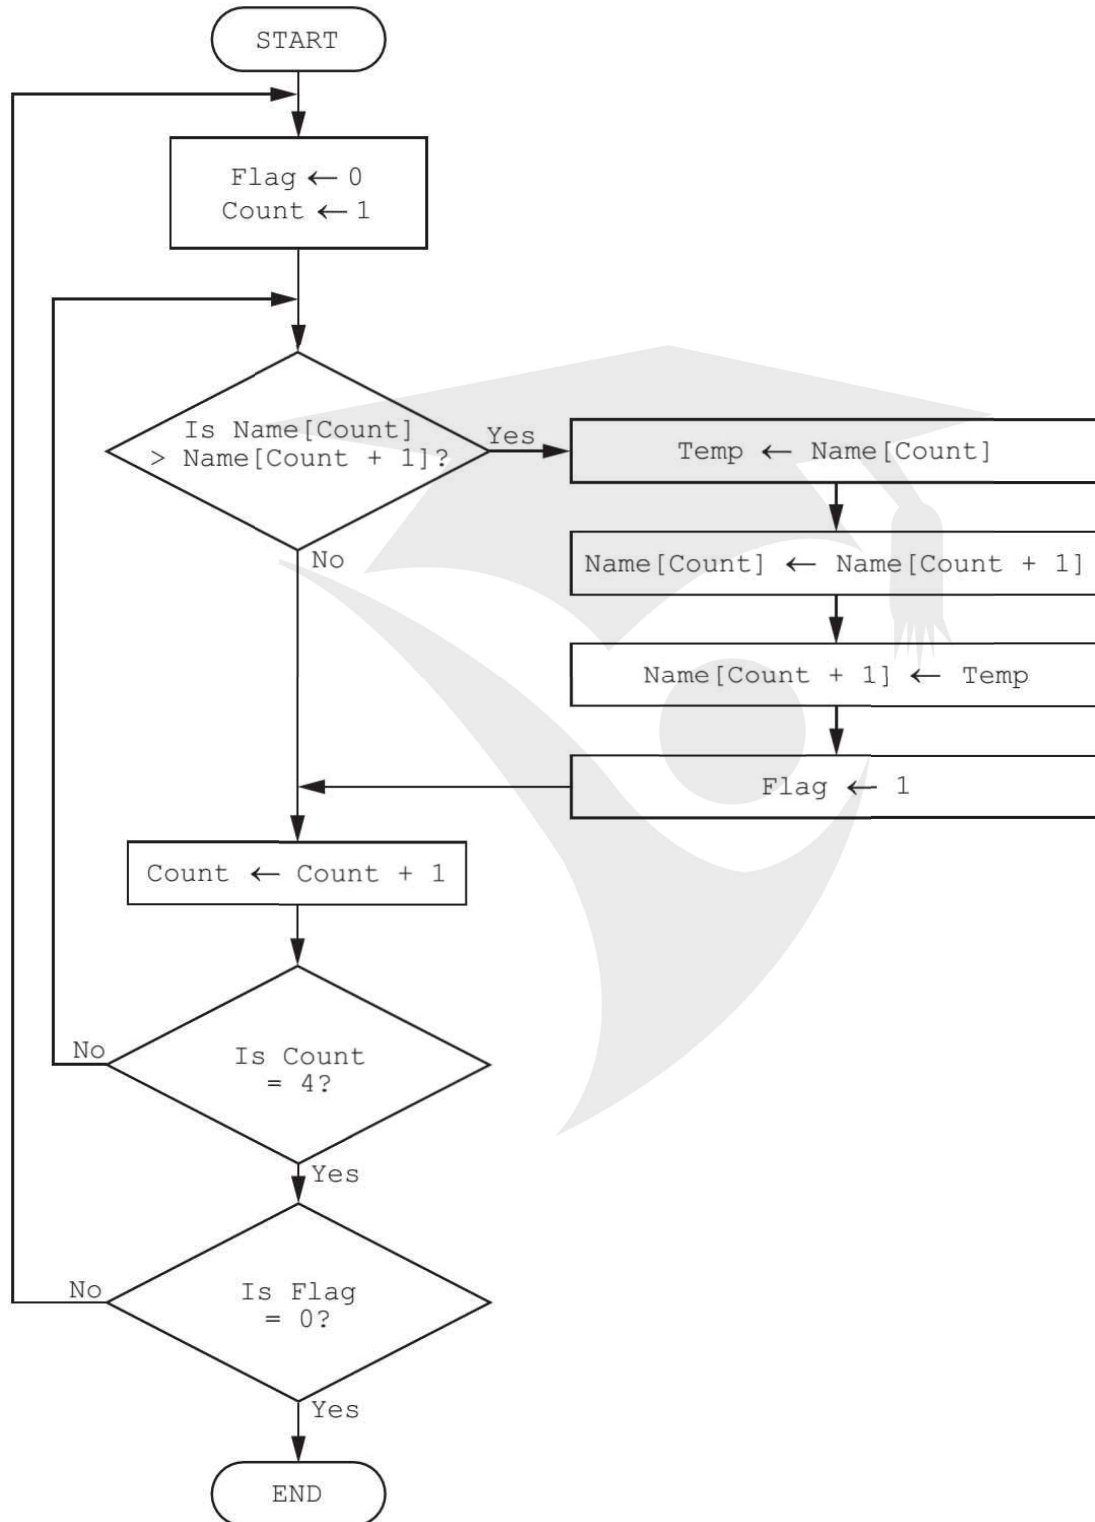 START
Flag ← 0
Count ← 1
Is Name[Count]
> Name[Count + 1]?
Yes
Temp ← Name[Count]
No
Name[Count] ← Name[Count + 1]
Name[Count + 1] ← Temp
Flag ← 1
Count ← Count + 1
No
Is Count
= 4?
Yes
No
Is Flag
= 0?
Yes
END